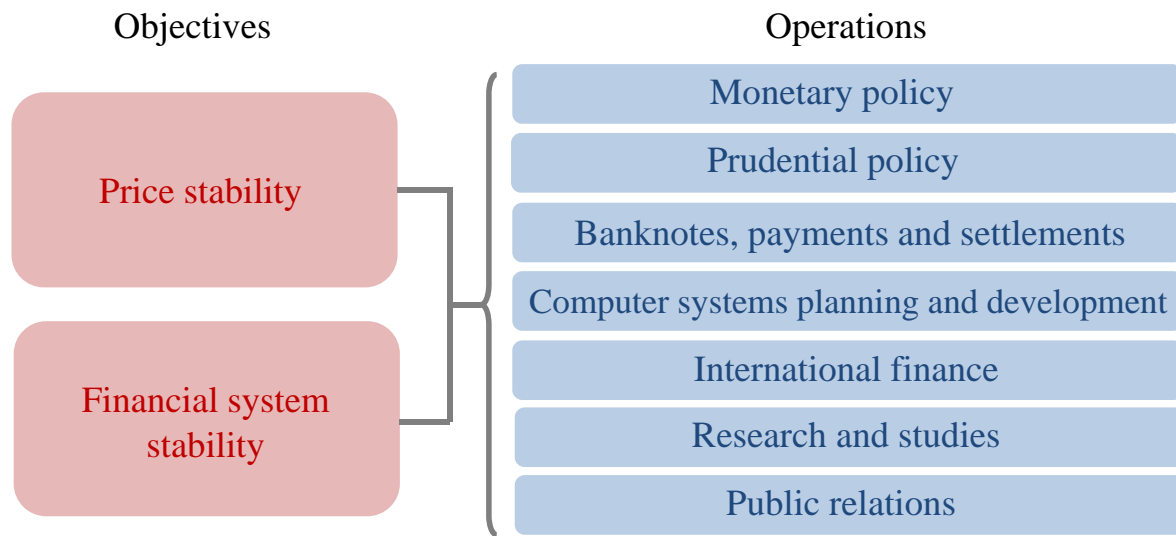 Objectives
Operations
Price stability
Financial system
stability
Monetary policy
Prudential policy
Banknotes, payments and settlements
Computer systems planning and development
International finance
Research and studies
Public relations